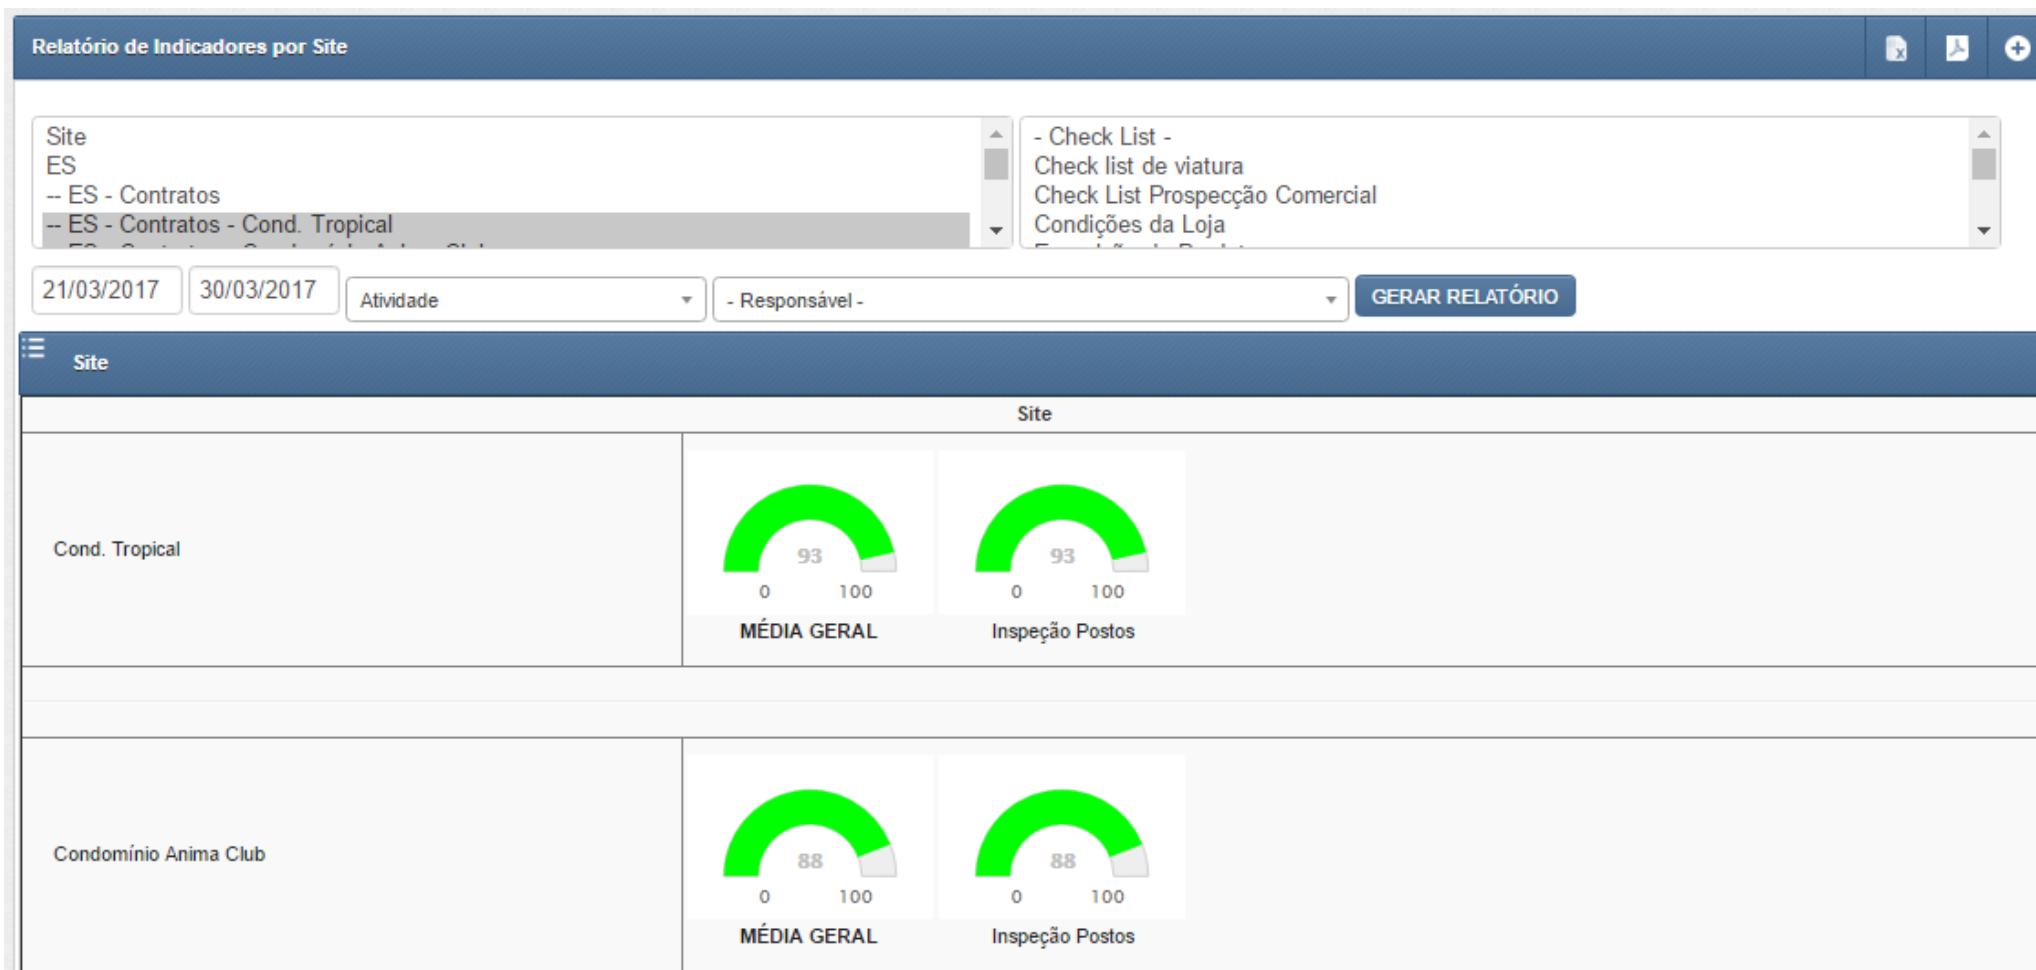 Relatório de Indicadores por Site
Site
ES
-- ES - Contratos
-- ES - Contratos - Cond. Tropical
- Check List -
Check list de viatura
Check List Prospecção Comercial
Condições da Loja
21/03/2017 30/03/2017 Atividade - Responsável - GERAR RELATÓRIO
Site
Site
Cond. Tropical
93
0 100
MÉDIA GERAL
93
0 100
Inspeção Postos
Condomínio Anima Club
88
0 100
MÉDIA GERAL
88
0 100
Inspeção Postos